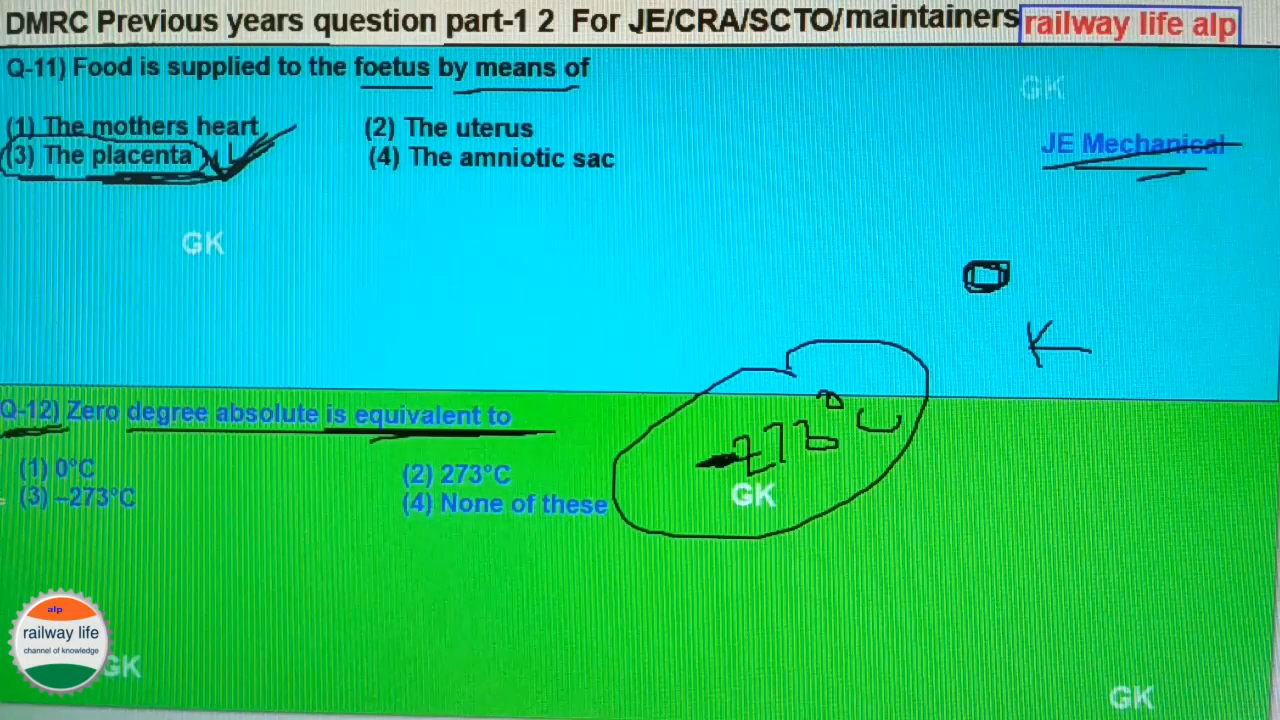 DMRC Previous years question part-1 2 For JE/CRA/SCTO/maintainers railway life alp
Q-11) Food is supplied to the foetus by means of
GK
(1) The mothers heart (2) The uterus
(3) The placenta (4) The amniotic sac
JE Mechanical
GK
K
Q-12) Zero degree absolute is equivalent to
-273°C
(1) 0°C (2) 273°C
(3) –273°C (4) None of these
GK
alp
railway life
channel of knowledge
GK
GK